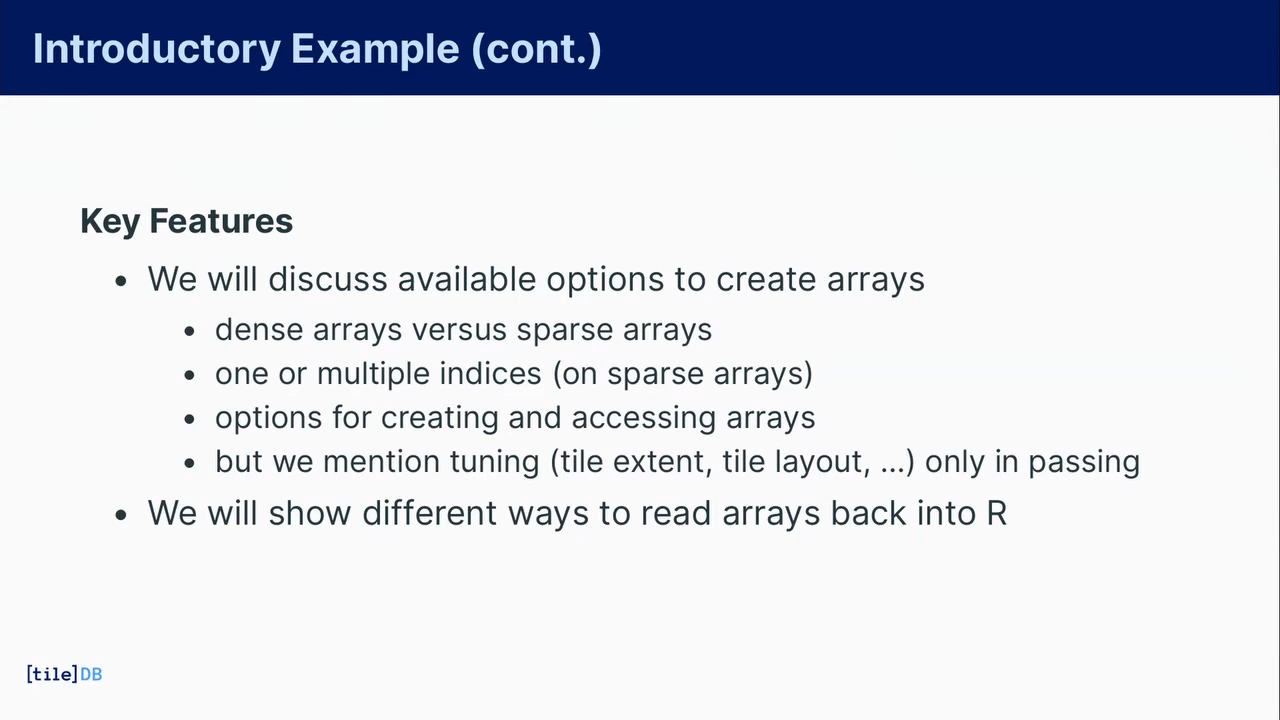 Introductory Example (cont.)
Key Features
• We will discuss available options to create arrays
• dense arrays versus sparse arrays
• one or multiple indices (on sparse arrays)
• options for creating and accessing arrays
• but we mention tuning (tile extent, tile layout, ...) only in passing
• We will show different ways to read arrays back into R
[tile]DB